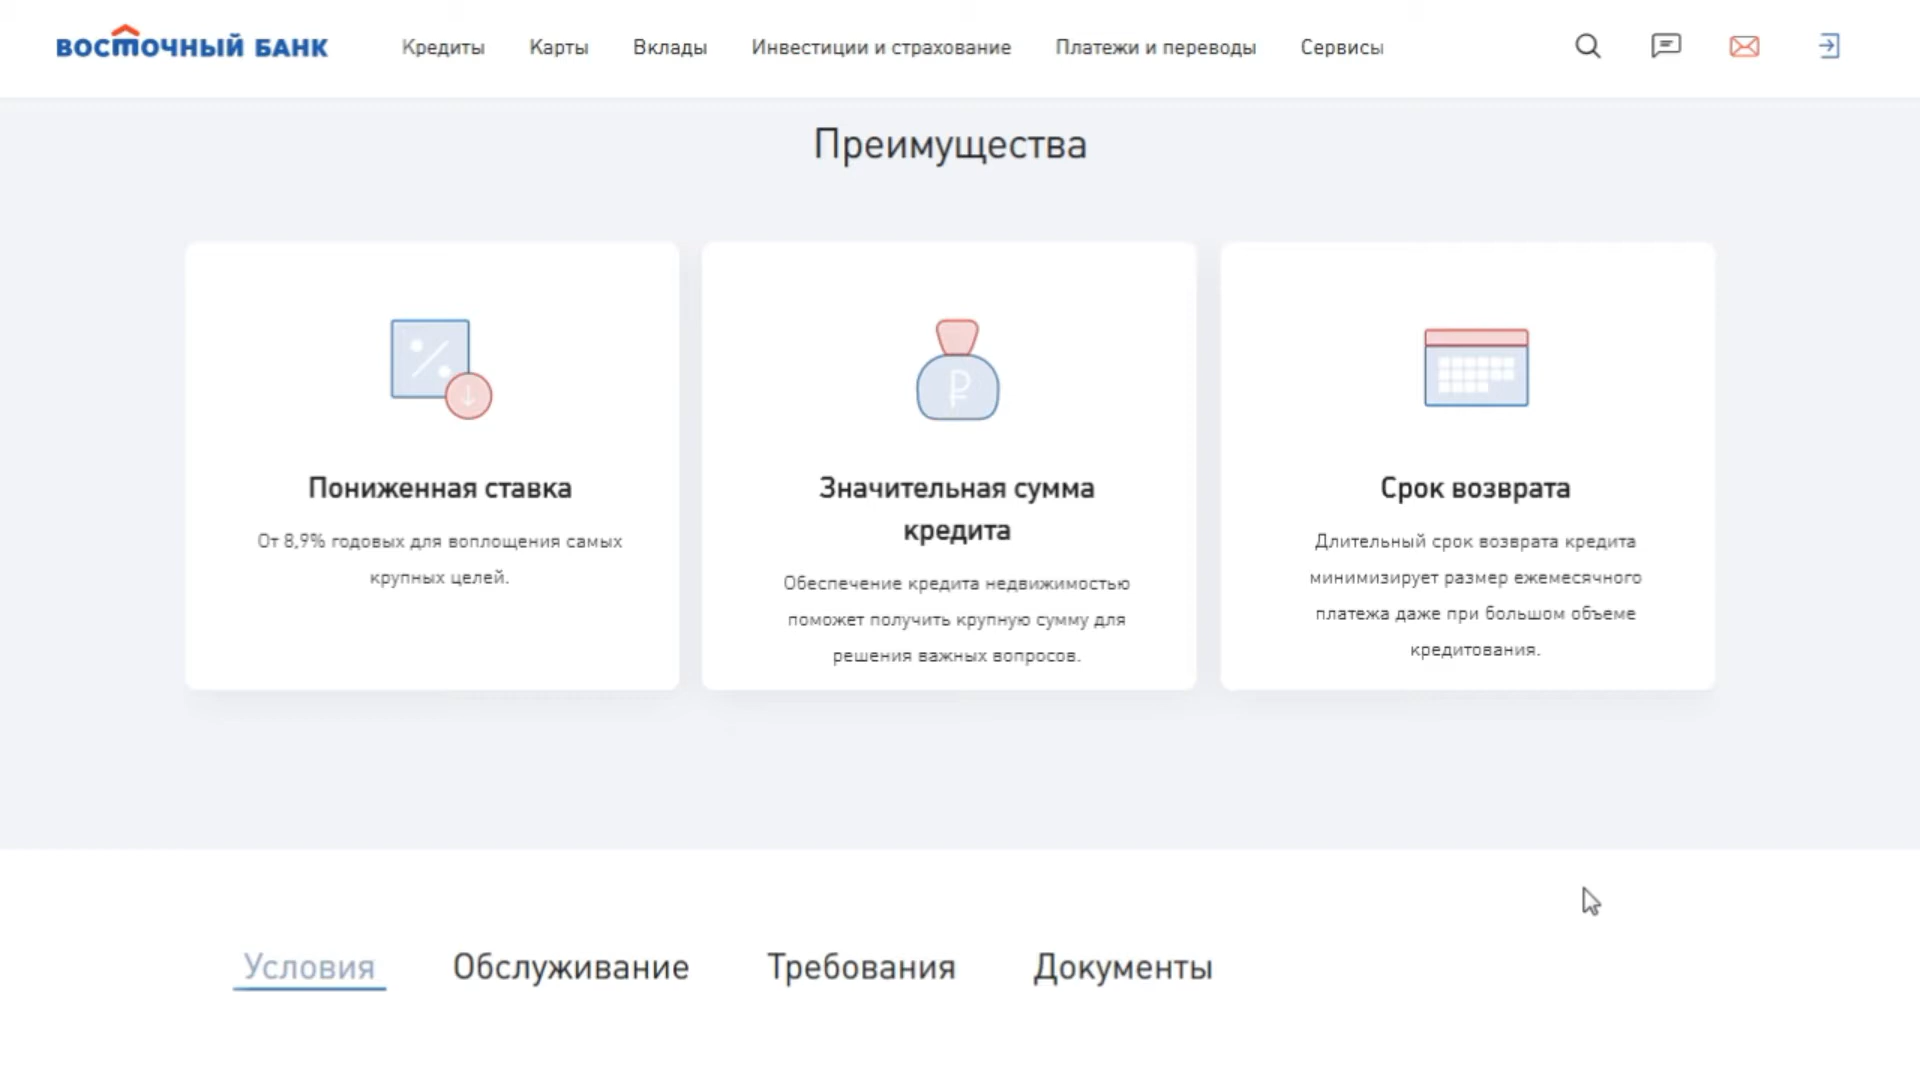 ВОСТОЧНЫЙ БАНК
Кредиты
Карты
Вклады
Инвестиции и страхование
Платежи и переводы
Сервисы
Преимущества
Пониженная ставка
От 8,9% годовых для воплощения самых
крупных целей.
Значительная сумма
кредита
Обеспечение кредита недвижимостью
поможет получить крупную сумму для
решения важных вопросов.
Срок возврата
Длительный срок возврата кредита
минимизирует размер ежемесячного
платежа даже при большом объеме
кредитования.
Условия
Обслуживание
Требования
Документы